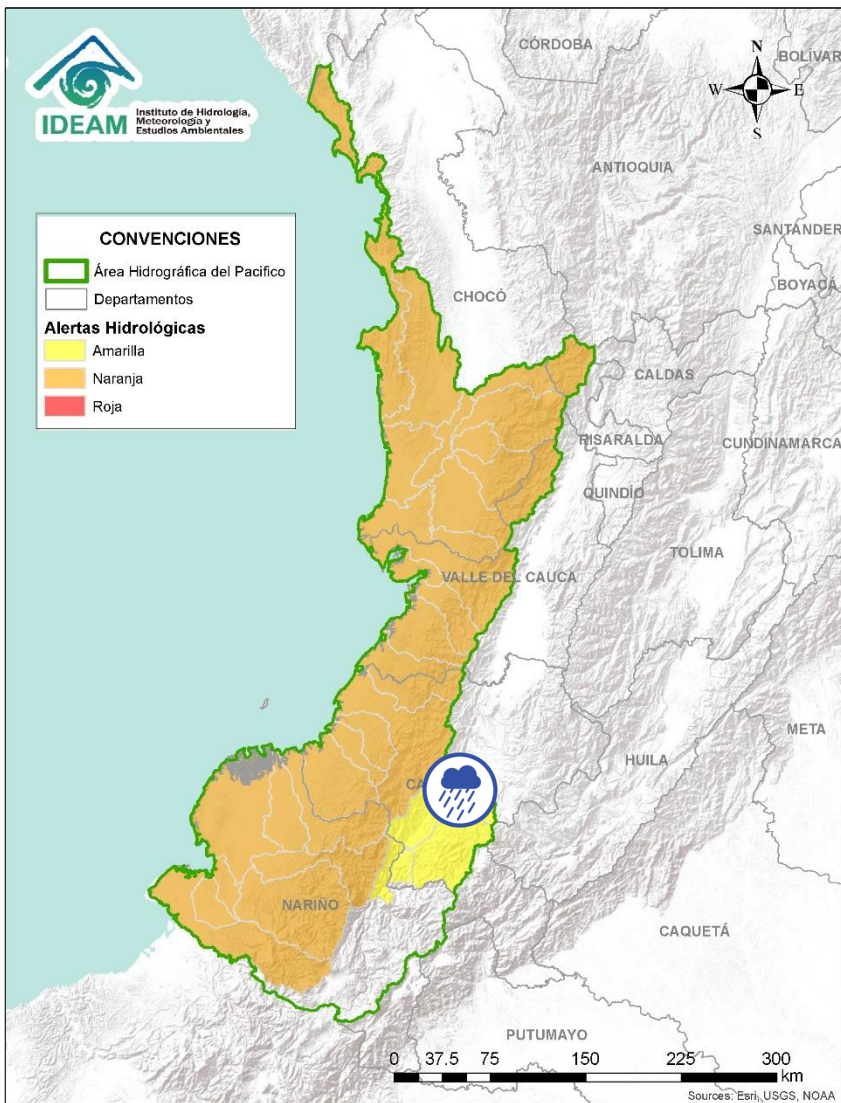 IDEAM
Instituto de Hidrología,
Meteorología y
Estudios Ambientales
CÓRDOBA
BOLÍVAR
N
W
E
S
ANTIOQUIA
SANTANDER
BOYACÁ
CONVENCIONES
Área Hidrográfica del Pacifico
Departamentos
Alertas Hidrológicas
Amarilla
Naranja
Roja
CHOCÓ
CALDAS
RISARALDA
CUNDINAMARCA
QUINDÍO
TOLIMA
VALLE DEL CAUCA
META
HUILA
CA
NARIÑO
CAQUETÁ
PUTUMAYO
0 37.5 75 150 225 300
km
Sources: Esri, USGS, NOAA